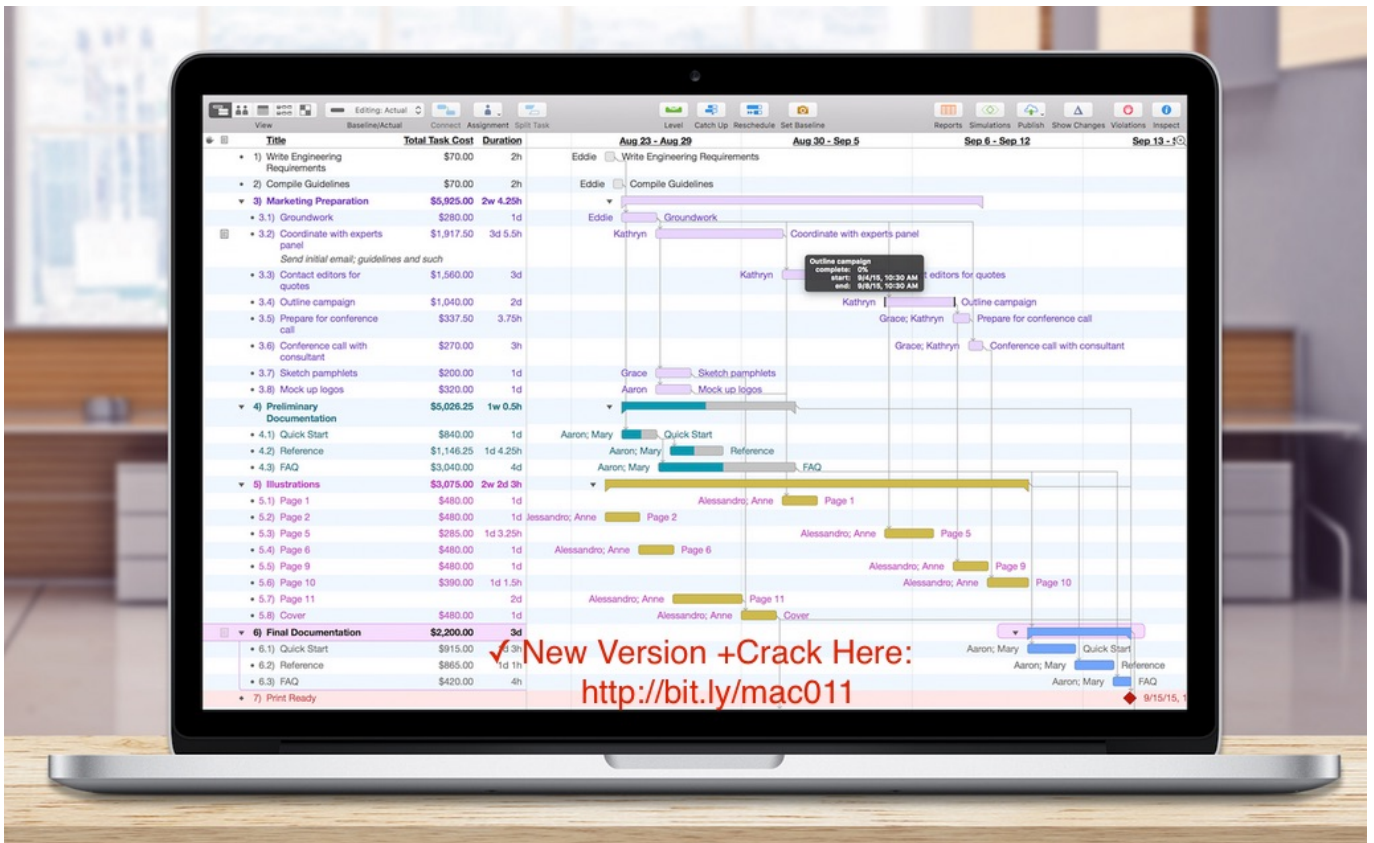 Editing: Actual
View Baseline/Actual Connect Assignment Split Task Level Catch Up Reschedule Set Baseline Reports Simulations Publish Show Changes Violations Inspect
Title Total Task Cost Duration Aug 23 - Aug 29 Aug 30 - Sep 5 Sep 6 - Sep 12 Sep 13 -
1) Write Engineering Requirements $70.00 2h Eddie Write Engineering Requirements
2) Compile Guidelines $70.00 2h Eddie Compile Guidelines
3) Marketing Preparation $5,925.00 2w 4.25h
3.1) Groundwork $280.00 1d Eddie Groundwork
3.2) Coordinate with experts panel $1,917.50 3d 5.5h Kathryn Coordinate with experts panel
Send initial email; guidelines and such
Outline campaign
complete: 0%
start: 9/4/15, 10:30 AM
end: 9/8/15, 10:30 AM
3.3) Contact editors for quotes $1,560.00 3d Kathryn t editors for quotes
3.4) Outline campaign $1,040.00 2d Kathryn Outline campaign
3.5) Prepare for conference call $337.50 3.75h Grace; Kathryn Prepare for conference call
3.6) Conference call with consultant $270.00 3h Grace; Kathryn Conference call with consultant
3.7) Sketch pamphlets $200.00 1d Grace Sketch pamphlets
3.8) Mock up logos $320.00 1d Aaron Mock up logos
4) Preliminary Documentation $5,026.25 1w 0.5h
4.1) Quick Start $840.00 1d Aaron; Mary Quick Start
4.2) Reference $1,146.25 1d 4.25h Aaron; Mary Reference
4.3) FAQ $3,040.00 4d Aaron; Mary FAQ
5) Illustrations $3,075.00 2w 2d 3h
5.1) Page 1 $480.00 1d Alessandro; Anne Page 1
5.2) Page 2 $480.00 1d lessandro; Anne Page 2
5.3) Page 5 $285.00 1d 3.25h Alessandro; Anne Page 5
5.4) Page 6 $480.00 1d Alessandro; Anne Page 6
5.5) Page 9 $480.00 1d Alessandro; Anne Page 9
5.6) Page 10 $390.00 1d 1.5h Alessandro; Anne Page 10
5.7) Page 11 2d Alessandro; Anne Page 11
5.8) Cover $480.00 1d Alessandro; Anne Cover
6) Final Documentation $2,200.00 3d
6.1) Quick Start $915.00 1d 3h Aaron; Mary Quick Start
6.2) Reference $865.00 1d 1h Aaron; Mary Reference
6.3) FAQ $420.00 4h Aaron; Mary FAQ
7) Print Ready 9/15/15, 1
✓ New Version +Crack Here:
http://bit.ly/mac011